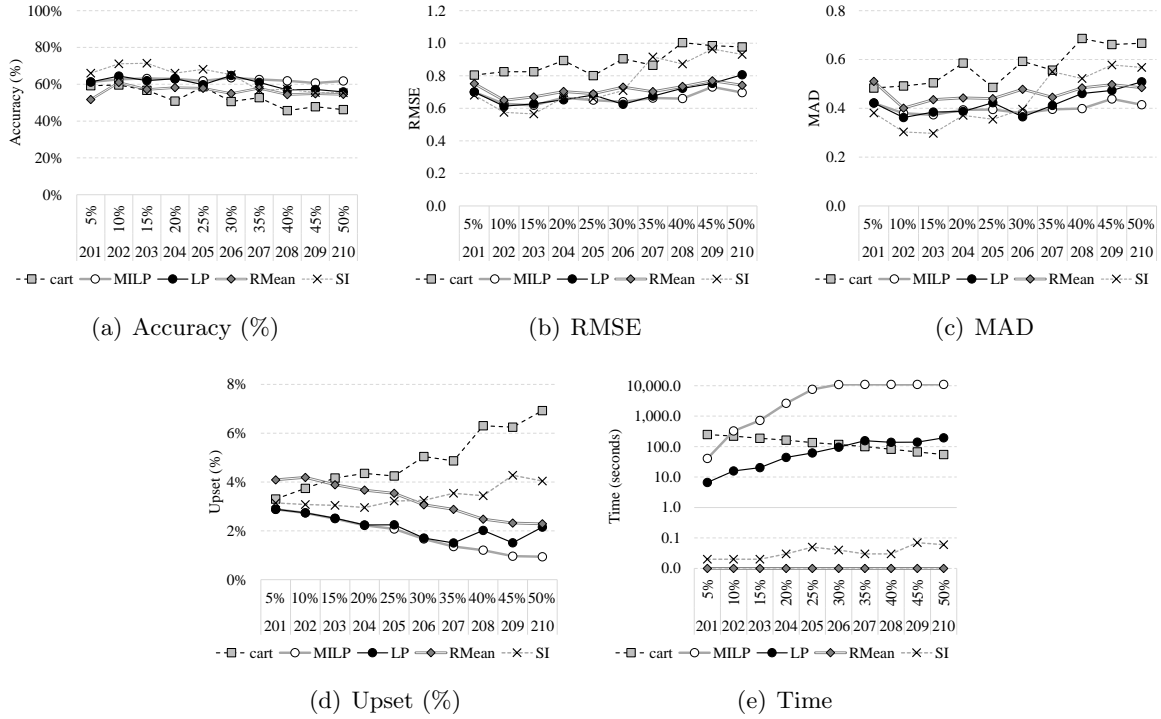 100%
80%
60%
40%
20%
0%
Accuracy (%)
5% 10% 15% 20% 25% 30% 35% 40% 45% 50%
201 202 203 204 205 206 207 208 209 210
cart MILP LP RMean SI
(a) Accuracy (%)
1.2
1.0
0.8
0.6
0.4
0.2
0.0
RMSE
5% 10% 15% 20% 25% 30% 35% 40% 45% 50%
201 202 203 204 205 206 207 208 209 210
cart MILP LP RMean SI
(b) RMSE
0.8
0.6
0.4
0.2
0.0
MAD
5% 10% 15% 20% 25% 30% 35% 40% 45% 50%
201 202 203 204 205 206 207 208 209 210
cart MILP LP RMean SI
(c) MAD
8%
6%
4%
2%
0%
Upset (%)
5% 10% 15% 20% 25% 30% 35% 40% 45% 50%
201 202 203 204 205 206 207 208 209 210
cart MILP LP RMean SI
(d) Upset (%)
10,000.0
1,000.0
100.0
10.0
1.0
0.1
0.0
Time (seconds)
5% 10% 15% 20% 25% 30% 35% 40% 45% 50%
201 202 203 204 205 206 207 208 209 210
cart MILP LP RMean SI
(e) Time